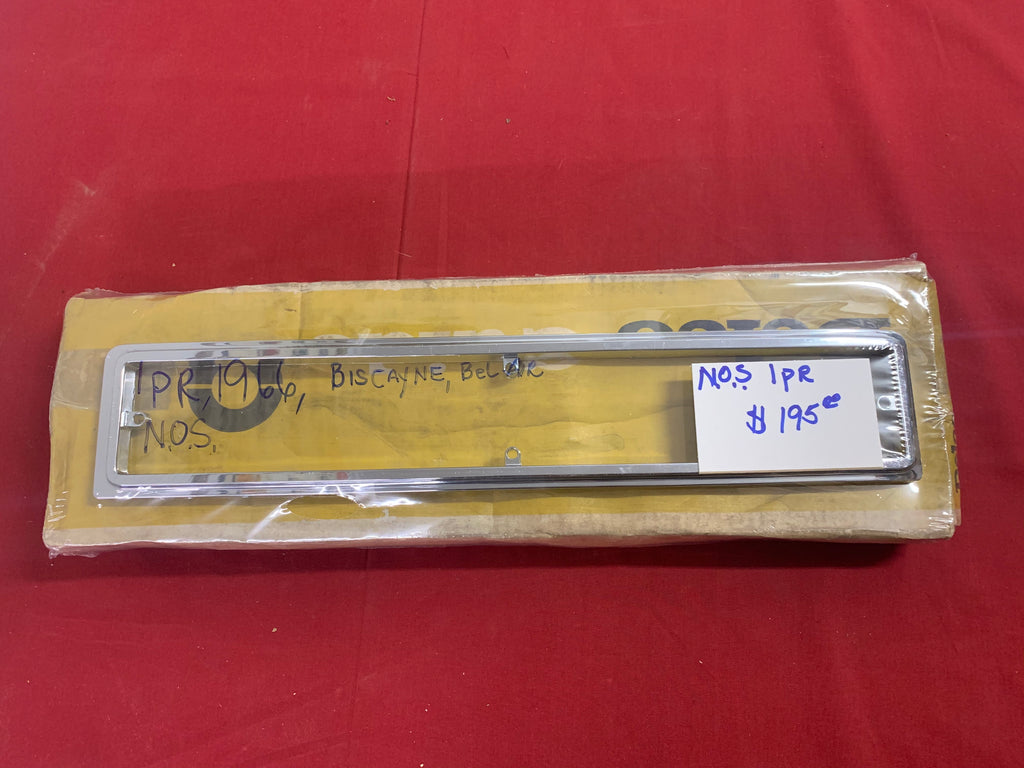 1PR, 1966, BISCAYNE, BEL AIR
N.O.S.
N.O.S 1PR
$ 195.00